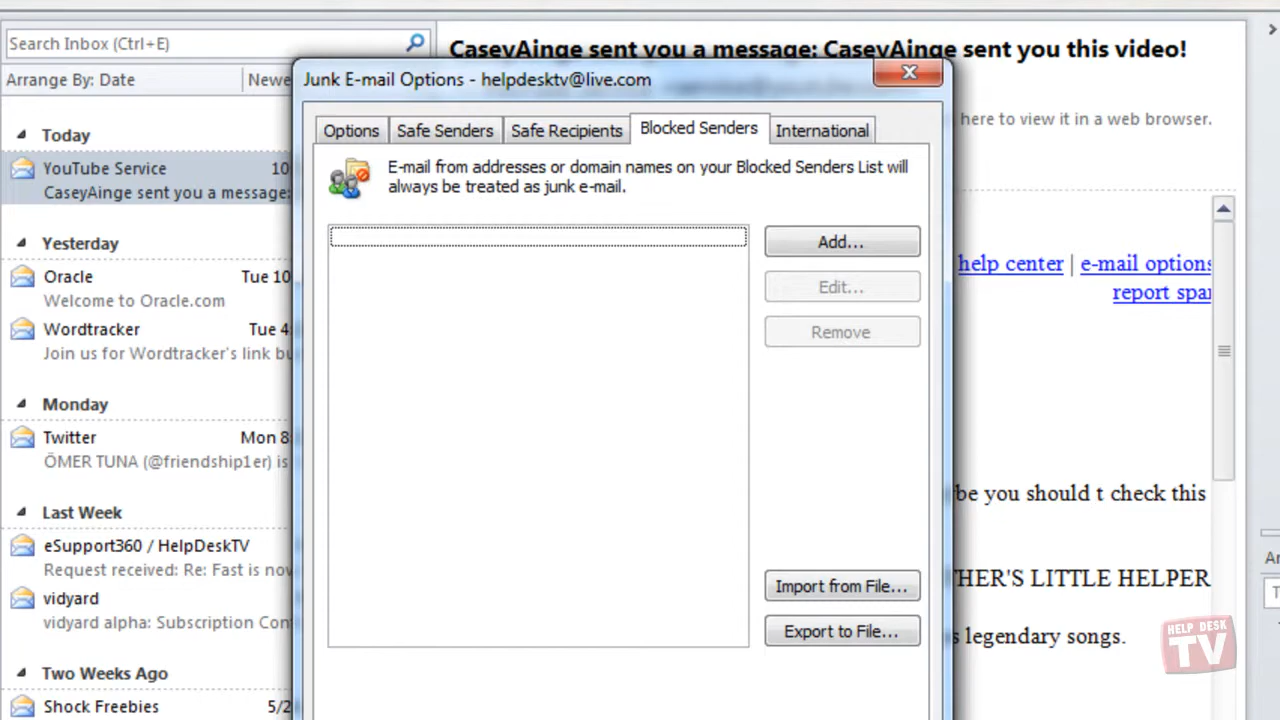 Search Inbox (Ctrl+E)
Arrange By: Date
Newe
Today
YouTube Service 10
CaseyAinge sent you a message:
Yesterday
Oracle Tue 10
Welcome to Oracle.com
Wordtracker Tue 4
Join us for Wordtracker's link bu
Monday
Twitter Mon 8
ÖMER TUNA (@friendship1er) is
Last Week
eSupport360 / HelpDeskTV
Request received: Re: Fast is nov
vidyard
vidyard alpha: Subscription Con
Two Weeks Ago
Shock Freebies 5/2
CaseyAinge sent you a message: CaseyAinge sent you this video!
Junk E-mail Options - helpdesktv@live.com
Options
Safe Senders
Safe Recipients
Blocked Senders
International
E-mail from addresses or domain names on your Blocked Senders List will
always be treated as junk e-mail.
Add...
Edit...
Remove
Import from File...
Export to File...
here to view it in a web browser.
help center | e-mail options
report spar
be you should t check this
THER'S LITTLE HELPER
s legendary songs.
HELP DESK
TV